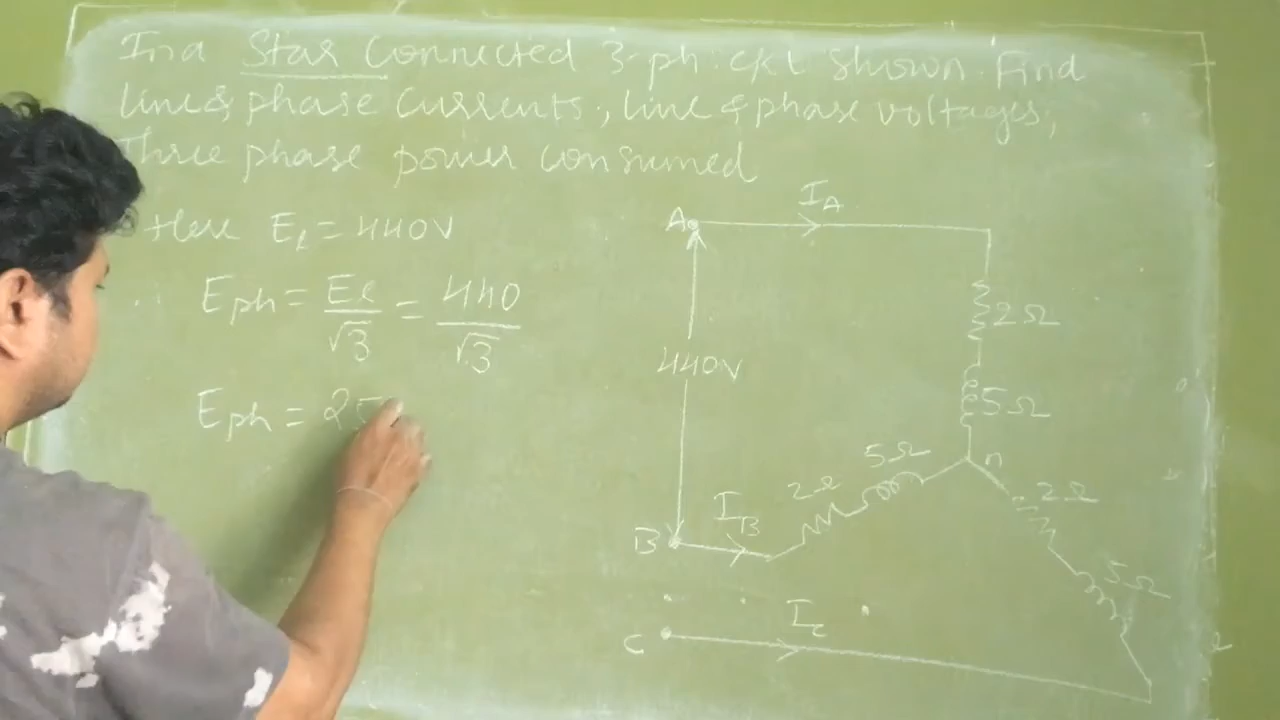 In a Star Connected 3-ph. ckt shown. Find
line & phase currents, line & phase voltages,
Three phase power consumed
Here El = 440V
∴ Eph = El/√3 = 440/√3
Eph = 25
A
IA
2Ω
440V
5Ω
n
5Ω
2Ω
2Ω
IB
B
5Ω
Ic
C